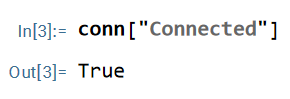 In[3]:= conn["Connected"]
Out[3]= True